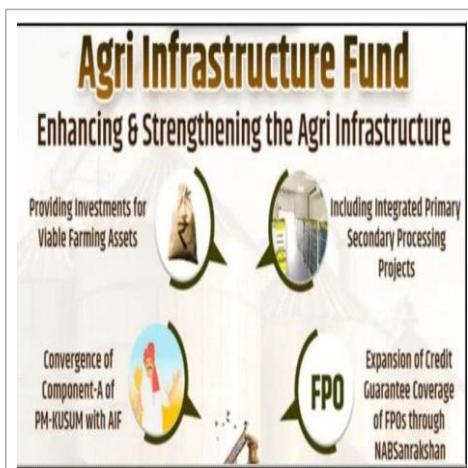 Agri Infrastructure Fund
Enhancing & Strengthening the Agri Infrastructure
Providing Investments for
Viable Farming Assets
₹
Including Integrated Primary
Secondary Processing
Projects
Convergence of
Component-A of
PM-KUSUM with AIF
FPO
Expansion of Credit
Guarantee Coverage
of FPOs through
NABSanrakshan